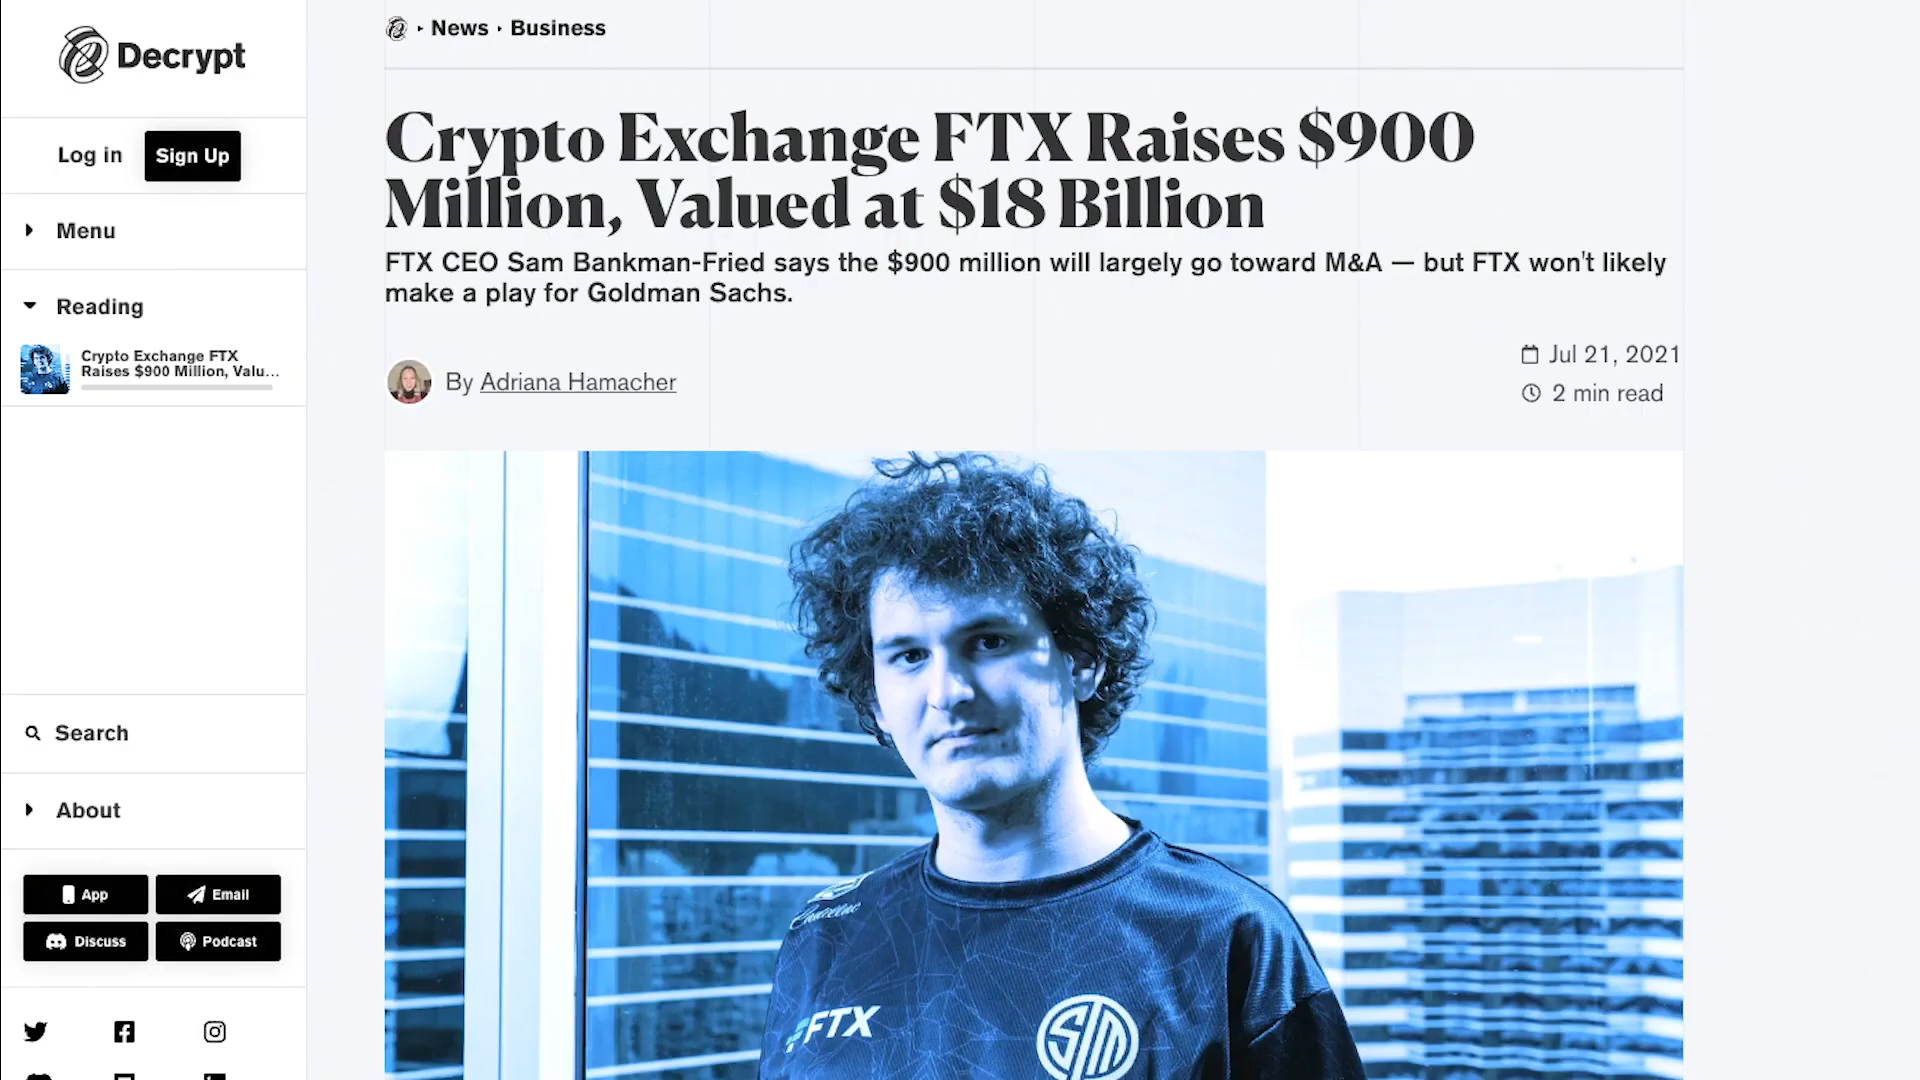 Decrypt
Log in
Sign Up
Menu
Reading
Crypto Exchange FTX
Raises $900 Million, Valu...
Search
About
App
Email
Discuss
Podcast
News
Business
Crypto Exchange FTX Raises $900
Million, Valued at $18 Billion
FTX CEO Sam Bankman-Fried says the $900 million will largely go toward M&A — but FTX won't likely
make a play for Goldman Sachs.
By Adriana Hamacher
Jul 21, 2021
2 min read
FTX
TSM